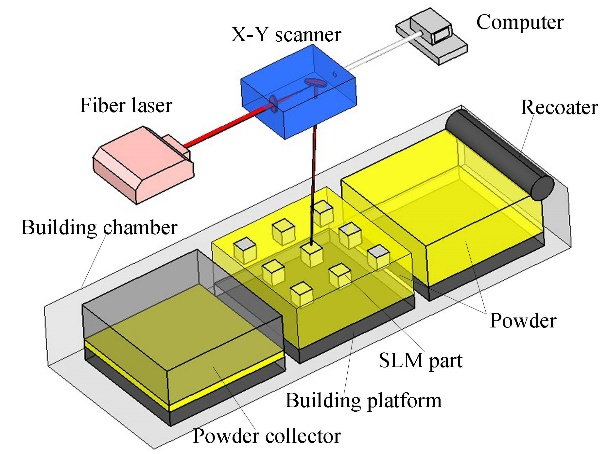 Computer
X-Y scanner
Fiber laser
Recoater
Building chamber
Powder
SLM part
Building platform
Powder collector